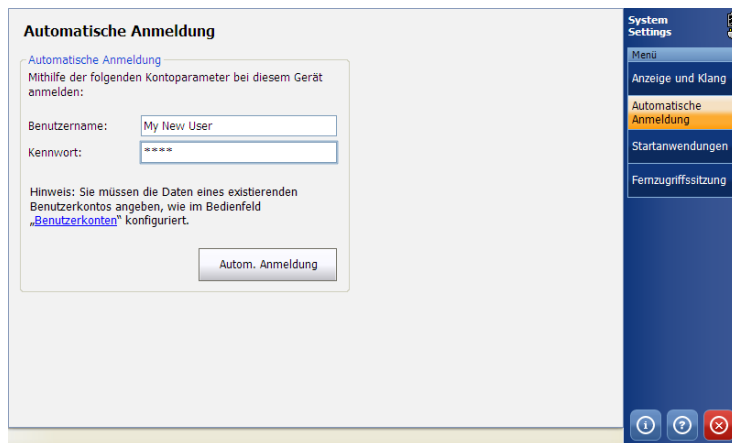 Automatische Anmeldung
Automatische Anmeldung
Mithilfe der folgenden Kontoparameter bei diesem Gerät
anmelden:
Benutzername: My New User
Kennwort: ****
Hinweis: Sie müssen die Daten eines existierenden
Benutzerkontos angeben, wie im Bedienfeld
„Benutzerkonten“ konfiguriert.
Autom. Anmeldung
System
Settings
Menü
Anzeige und Klang
Automatische
Anmeldung
Startanwendungen
Fernzugriffssitzung